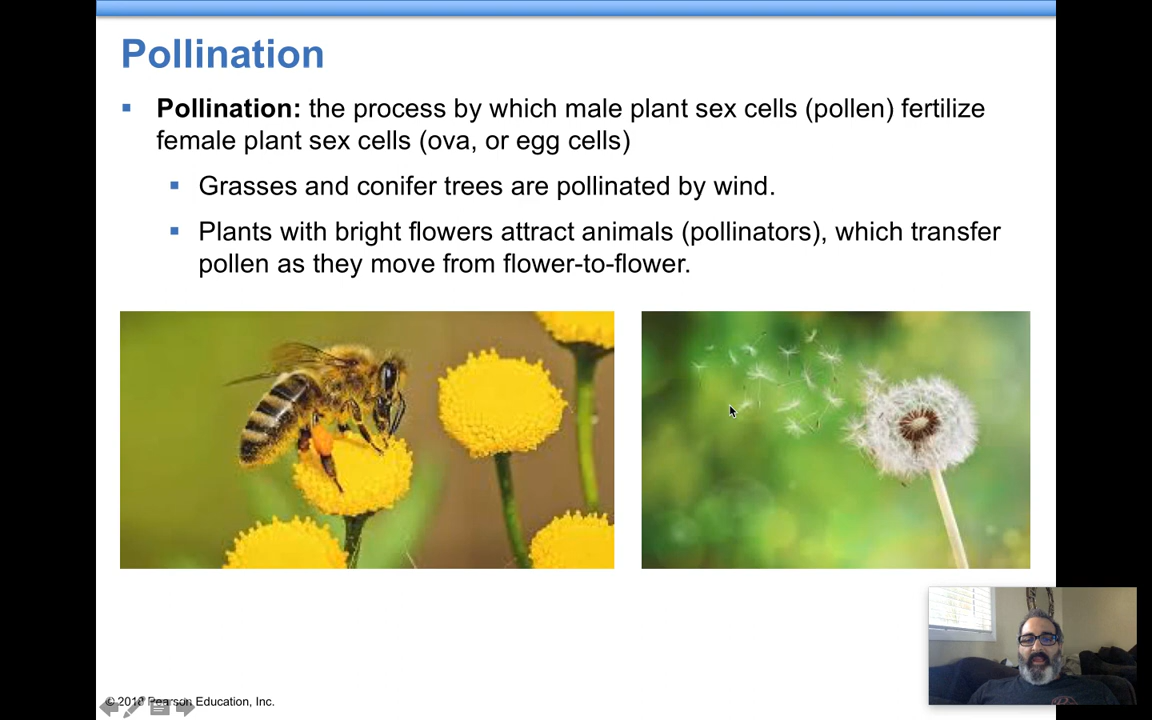 Pollination
Pollination: the process by which male plant sex cells (pollen) fertilize
female plant sex cells (ova, or egg cells)
Grasses and conifer trees are pollinated by wind.
Plants with bright flowers attract animals (pollinators), which transfer
pollen as they move from flower-to-flower.
© Pearson Education, Inc.